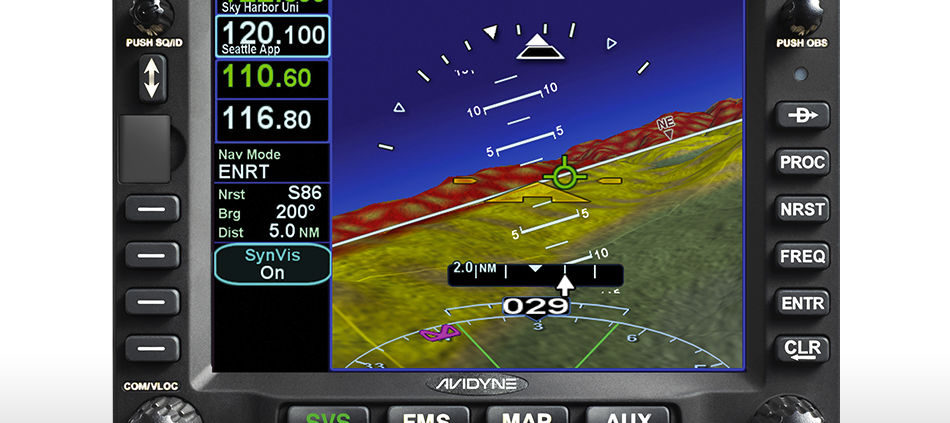 Sky Harbor Uni
PUSH SQ/ID
120.100
Seattle App
110.60
116.80
Nav Mode
ENRT
Nrst S86
Brg 200°
Dist 5.0 NM
SynVis
On
COM/VLOC
10
10
5
5
NE
5
5
10
2.0 NM
029
33
3
6
AVIDYNE
SVS
FMS
MAP
AUX
PUSH OBS
D
PROC
NRST
FREQ
ENTR
CLR